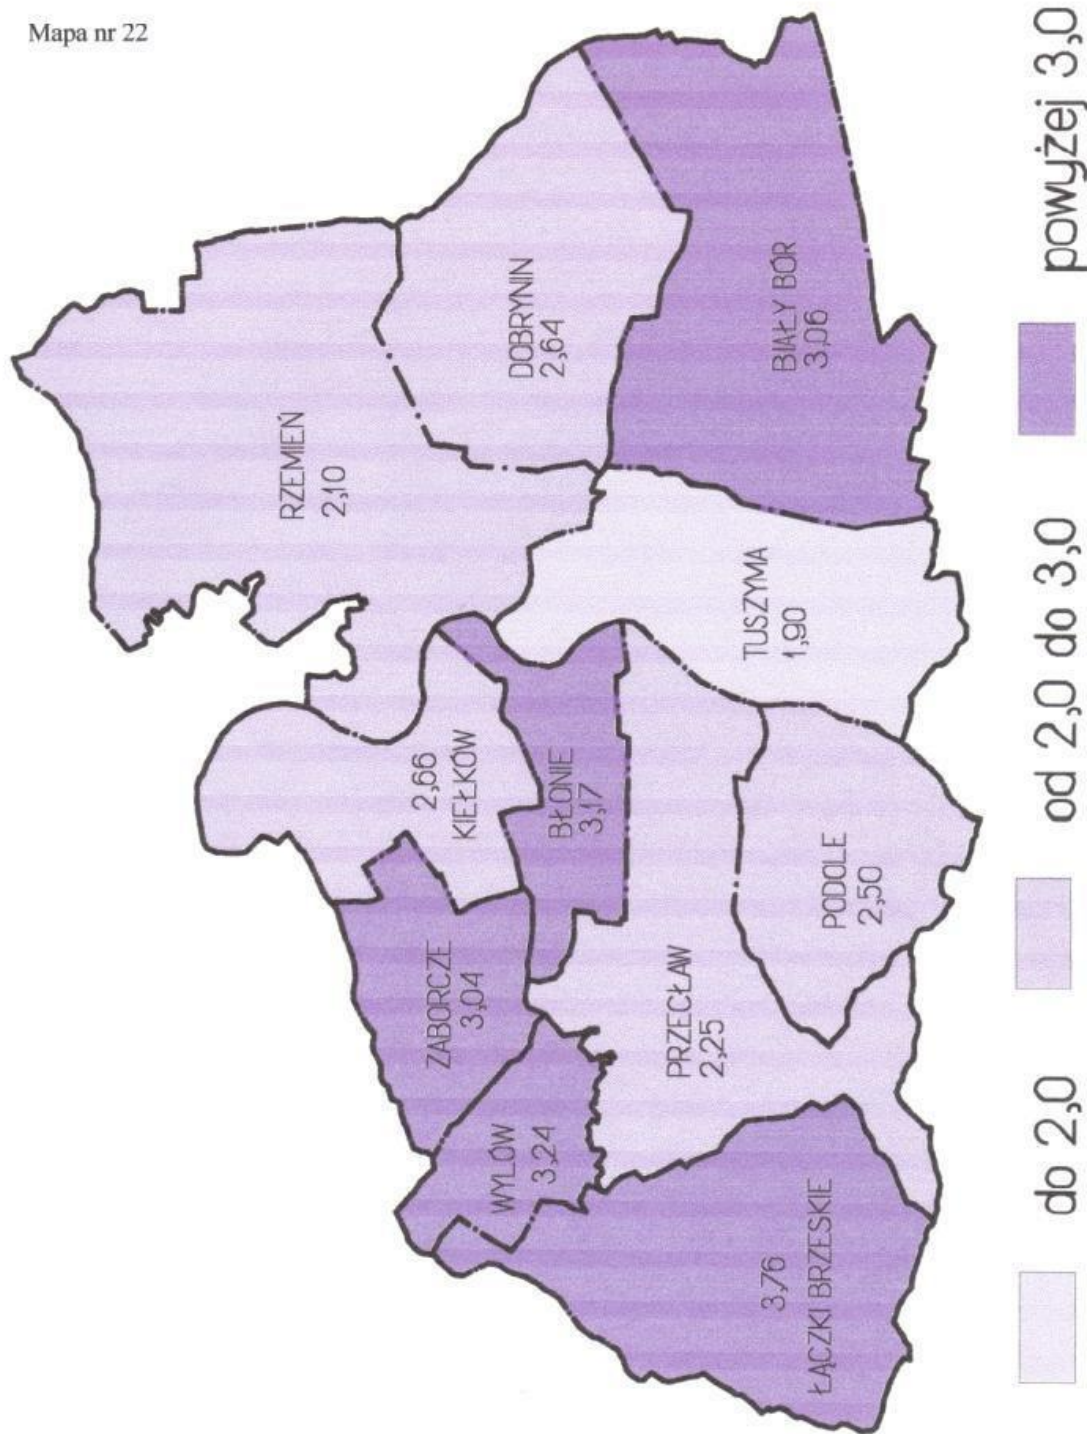 Mapa nr 22
RZEMIEŃ
2,10
DOBRYNIN
2,64
BIAŁY BÓR
3,06
TUSZYMA
1,90
2,66
KIEŁKÓW
BŁONIE
3,17
ZABORCZE
3,04
WYLÓW
3,24
PRZECŁAW
2,25
PODOLE
2,50
3,76
ŁĄCZKI BRZESKIE
do 2,0
od 2,0 do 3,0
powyżej 3,0